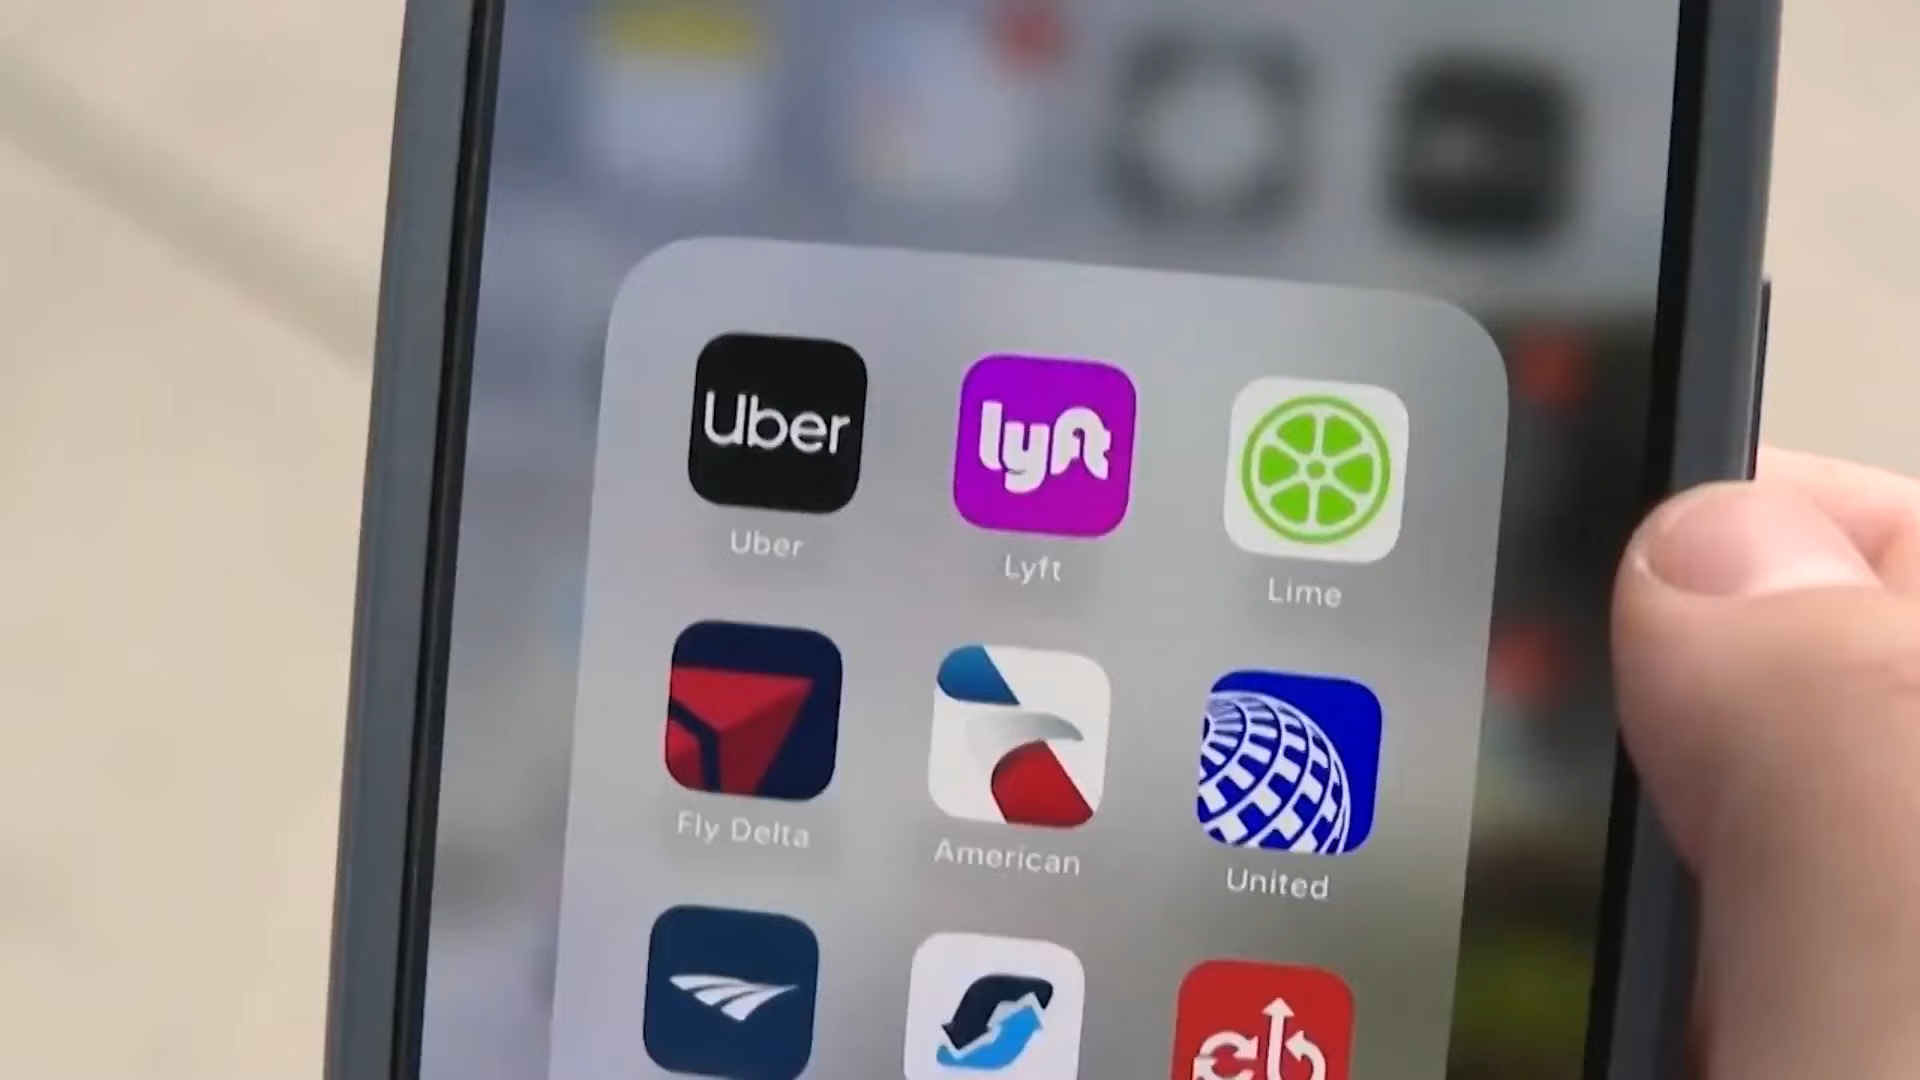 Uber
lyft
Uber
Lyft
Lime
Fly Delta
American
United